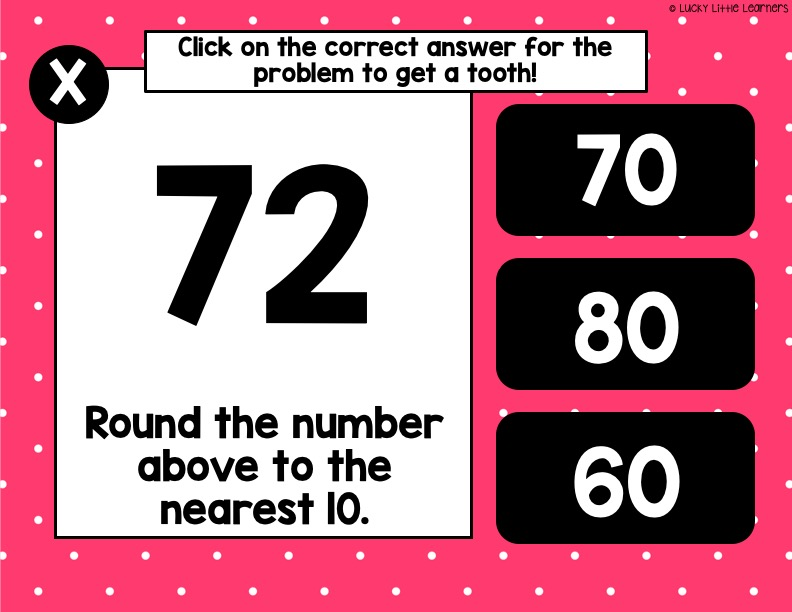 © Lucky Little Learners
Click on the correct answer for the
problem to get a tooth!
X
72
Round the number
above to the
nearest 10.
70
80
60